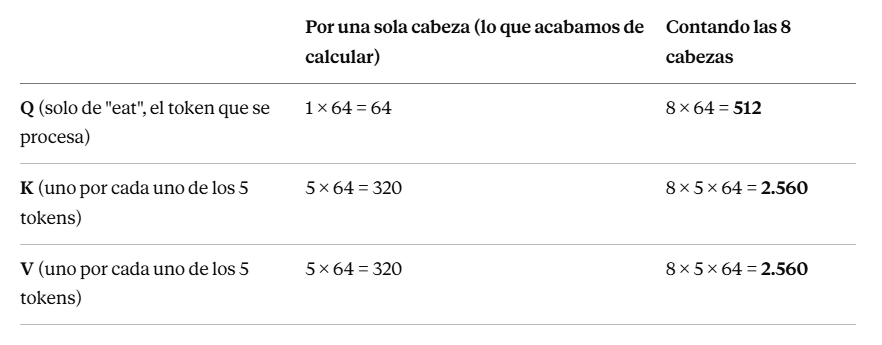 Por una sola cabeza (lo que acabamos de calcular)
Contando las 8 cabezas
Q (solo de "eat", el token que se procesa)
1 × 64 = 64
8 × 64 = 512
K (uno por cada uno de los 5 tokens)
5 × 64 = 320
8 × 5 × 64 = 2.560
V (uno por cada uno de los 5 tokens)
5 × 64 = 320
8 × 5 × 64 = 2.560